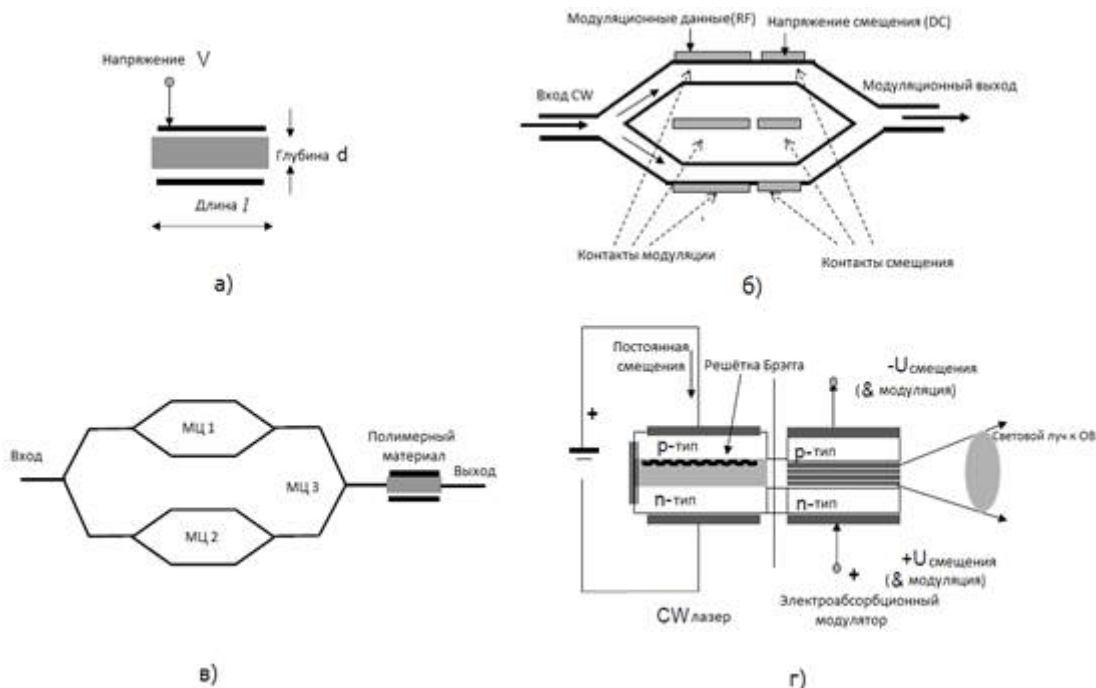 Напряжение V
Глубина d
Длина l
а)
Модуляционные данные(RF)
Напряжение смещения (DC)
Вход CW
Модуляционный выход
Контакты модуляции
Контакты смещения
б)
Вход
МЦ 1
МЦ 2
МЦ 3
Полимерный
материал
Выход
в)
Постоянная
смещения
Решётка Брэгга
-Uсмещения
(& модуляция)
+
p-тип
n-тип
p-тип
n-тип
Световой луч к ОВ
+
+Uсмещения
(& модуляция)
Электроабсорбционный
модулятор
CW лазер
г)